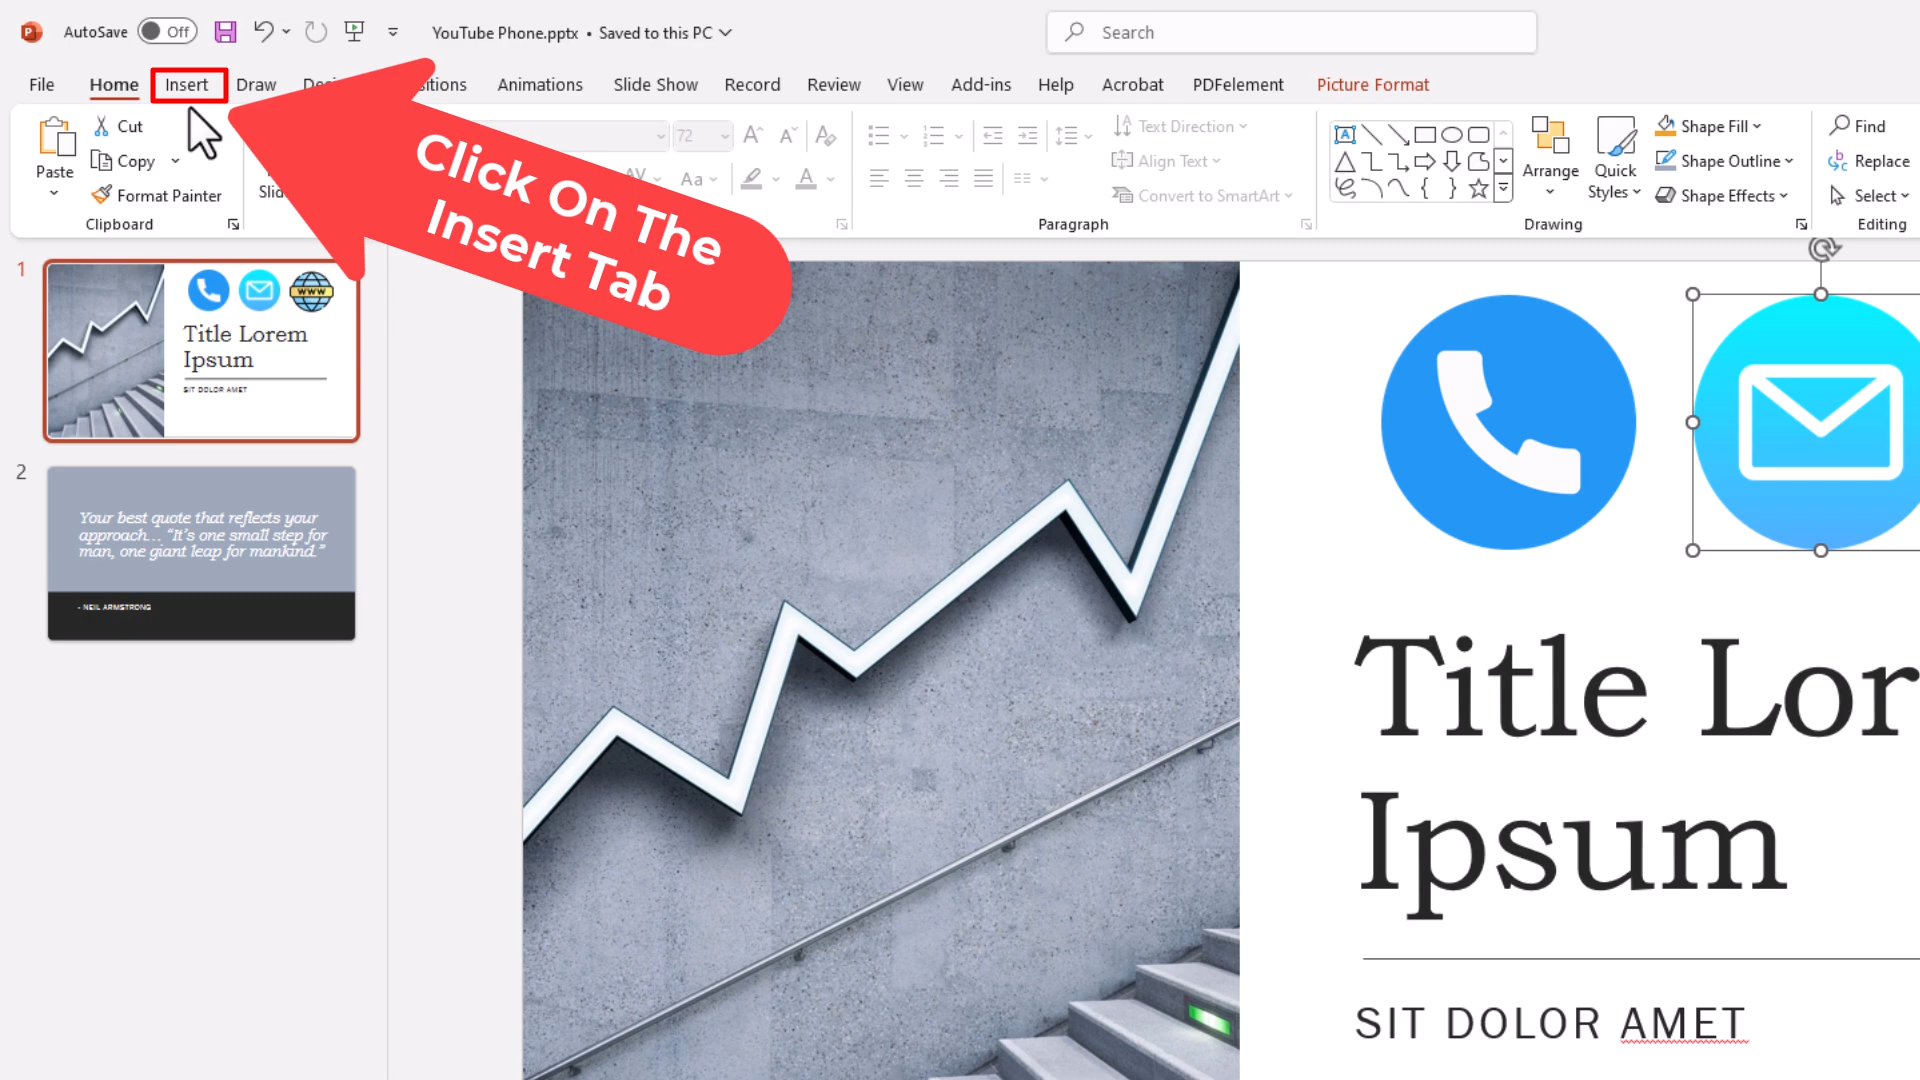 AutoSave Off YouTube Phone.pptx • Saved to this PC Search
File Home Insert Draw Animations Slide Show Record Review View Add-ins Help Acrobat PDFelement Picture Format
Click On The
Insert Tab
Paste
Cut
Copy
Format Painter
Clipboard
72
Aa
Text Direction
Align Text
Convert to SmartArt
Paragraph
Arrange
Quick
Styles
Shape Fill
Shape Outline
Shape Effects
Drawing
Find
Replace
Select
Editing
1
WWW
Title Lorem
Ipsum
SIT DOLOR AMET
2
Your best quote that reflects your
approach... “It’s one small step for
man, one giant leap for mankind.”
- NEIL ARMSTRONG
Title Lor
Ipsum
SIT DOLOR AMET